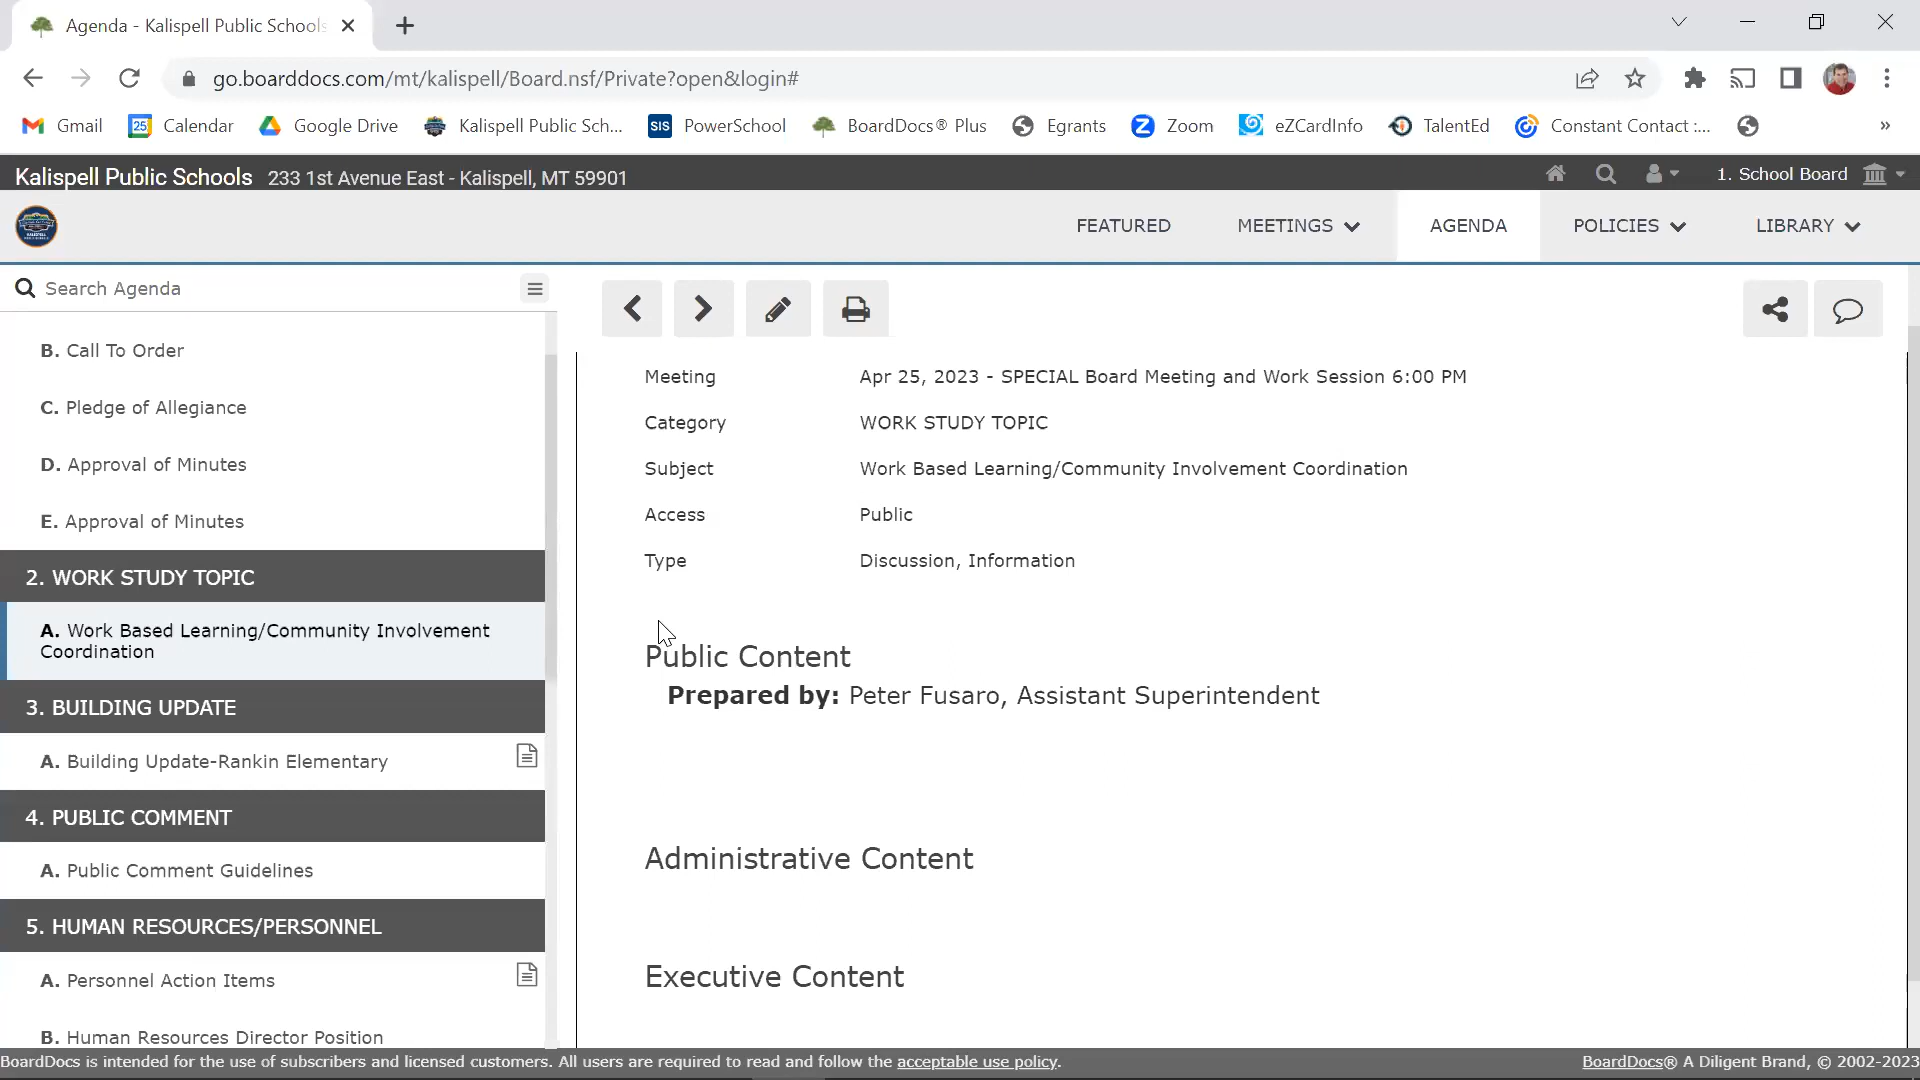 Agenda - Kalispell Public Schools
go.boarddocs.com/mt/kalispell/Board.nsf/Private?open&login#
Gmail
25
Calendar
Google Drive
Kalispell Public Sch...
SIS
PowerSchool
BoardDocs® Plus
Egrants
Zoom
eZCardInfo
TalentEd
Constant Contact :...
»
Kalispell Public Schools 233 1st Avenue East - Kalispell, MT 59901
1. School Board
FEATURED
MEETINGS
AGENDA
POLICIES
LIBRARY
Search Agenda
B. Call To Order
C. Pledge of Allegiance
D. Approval of Minutes
E. Approval of Minutes
2. WORK STUDY TOPIC
A. Work Based Learning/Community Involvement
Coordination
3. BUILDING UPDATE
A. Building Update-Rankin Elementary
4. PUBLIC COMMENT
A. Public Comment Guidelines
5. HUMAN RESOURCES/PERSONNEL
A. Personnel Action Items
B. Human Resources Director Position
Meeting Apr 25, 2023 - SPECIAL Board Meeting and Work Session 6:00 PM
Category WORK STUDY TOPIC
Subject Work Based Learning/Community Involvement Coordination
Access Public
Type Discussion, Information
Public Content
Prepared by: Peter Fusaro, Assistant Superintendent
Administrative Content
Executive Content
BoardDocs is intended for the use of subscribers and licensed customers. All users are required to read and follow the acceptable use policy.
BoardDocs® A Diligent Brand, © 2002-2023